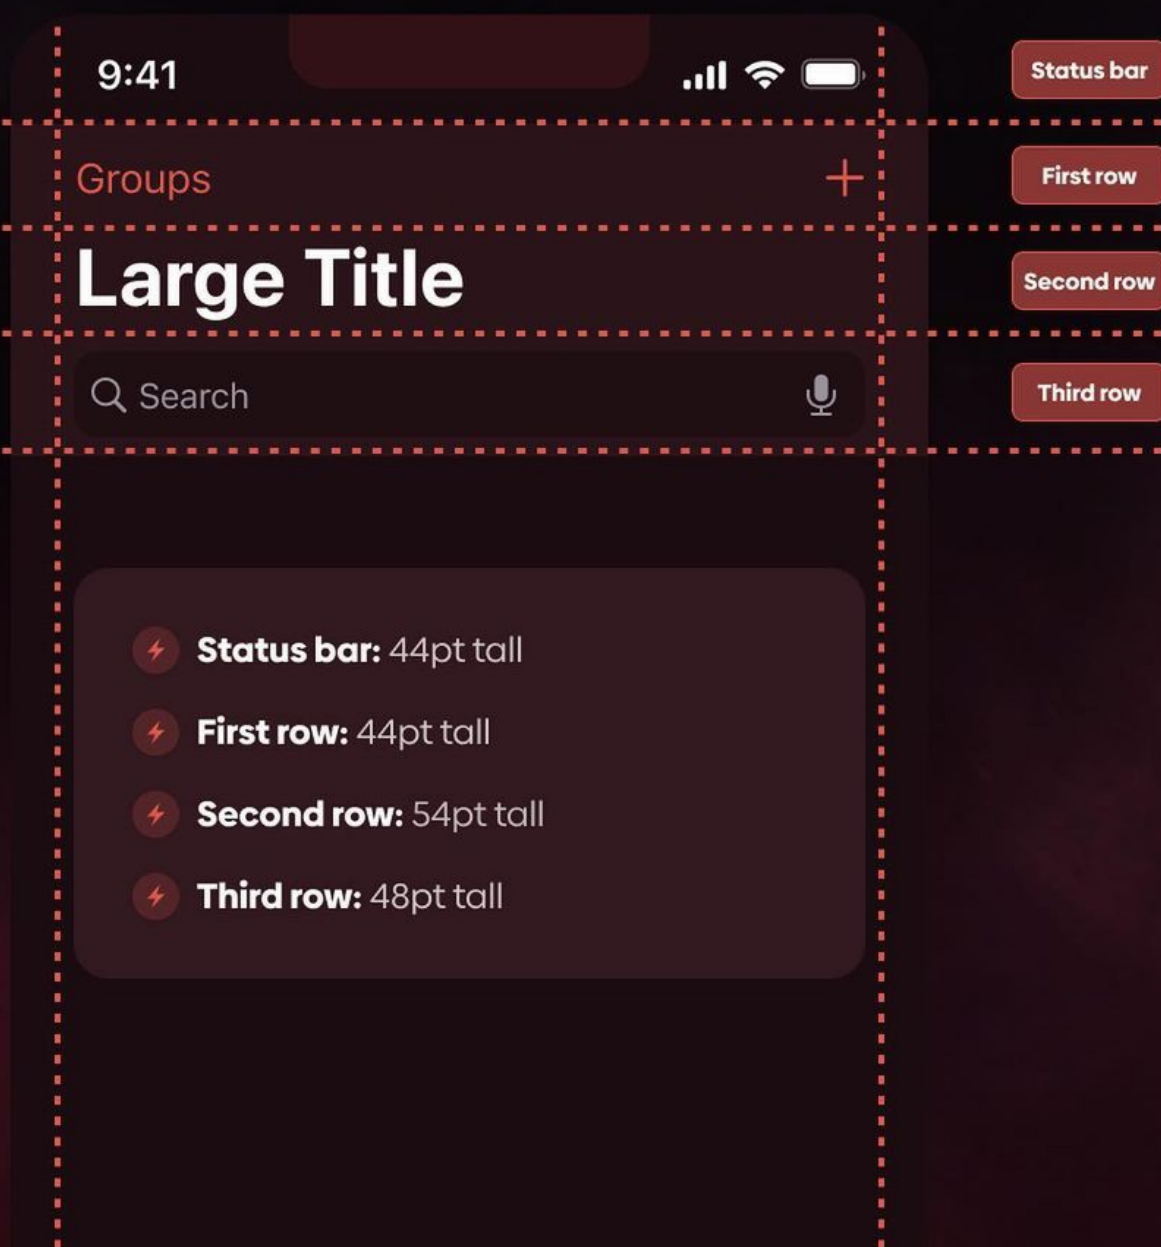 9:41
Status bar
Groups
First row
Large Title
Second row
Search
Third row
Status bar: 44pt tall
First row: 44pt tall
Second row: 54pt tall
Third row: 48pt tall